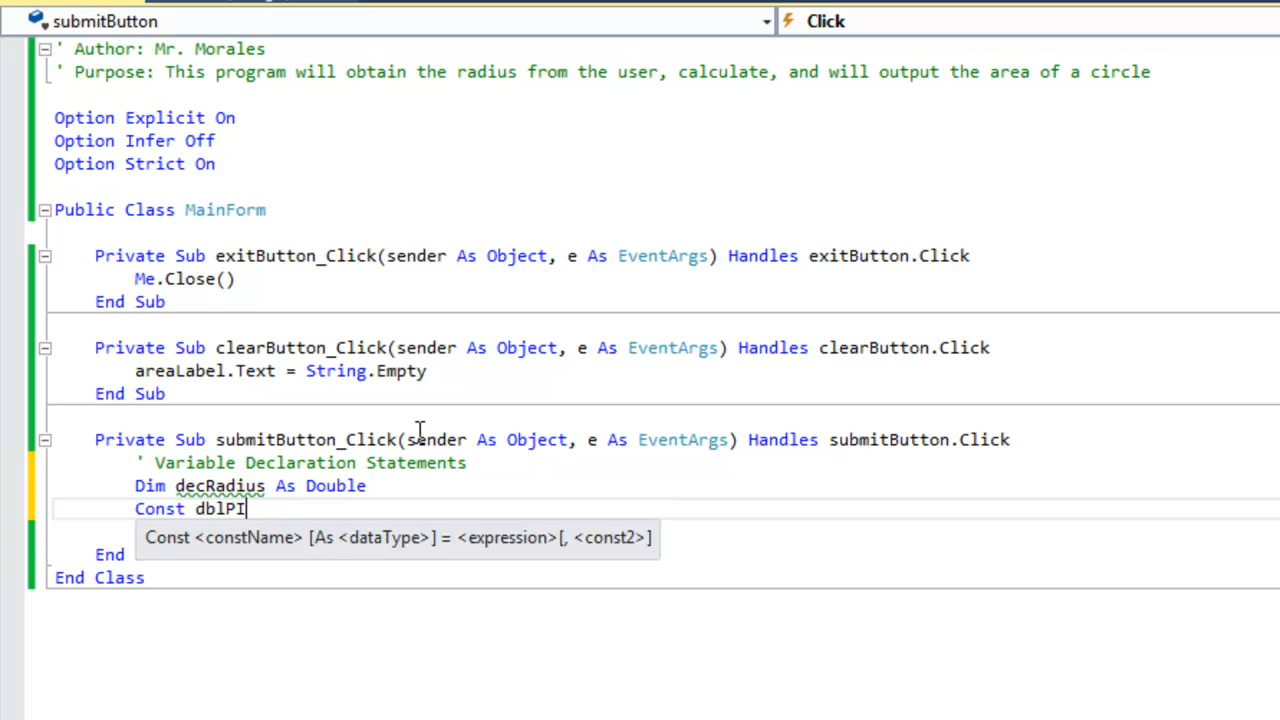 submitButton Click
' Author: Mr. Morales
' Purpose: This program will obtain the radius from the user, calculate, and will output the area of a circle
Option Explicit On
Option Infer Off
Option Strict On
Public Class MainForm
Private Sub exitButton_Click(sender As Object, e As EventArgs) Handles exitButton.Click
Me.Close()
End Sub
Private Sub clearButton_Click(sender As Object, e As EventArgs) Handles clearButton.Click
areaLabel.Text = String.Empty
End Sub
Private Sub submitButton_Click(sender As Object, e As EventArgs) Handles submitButton.Click
' Variable Declaration Statements
Dim decRadius As Double
Const dblPI
Const <constName> [As <dataType>] = <expression>[, <const2>]
End
End Class